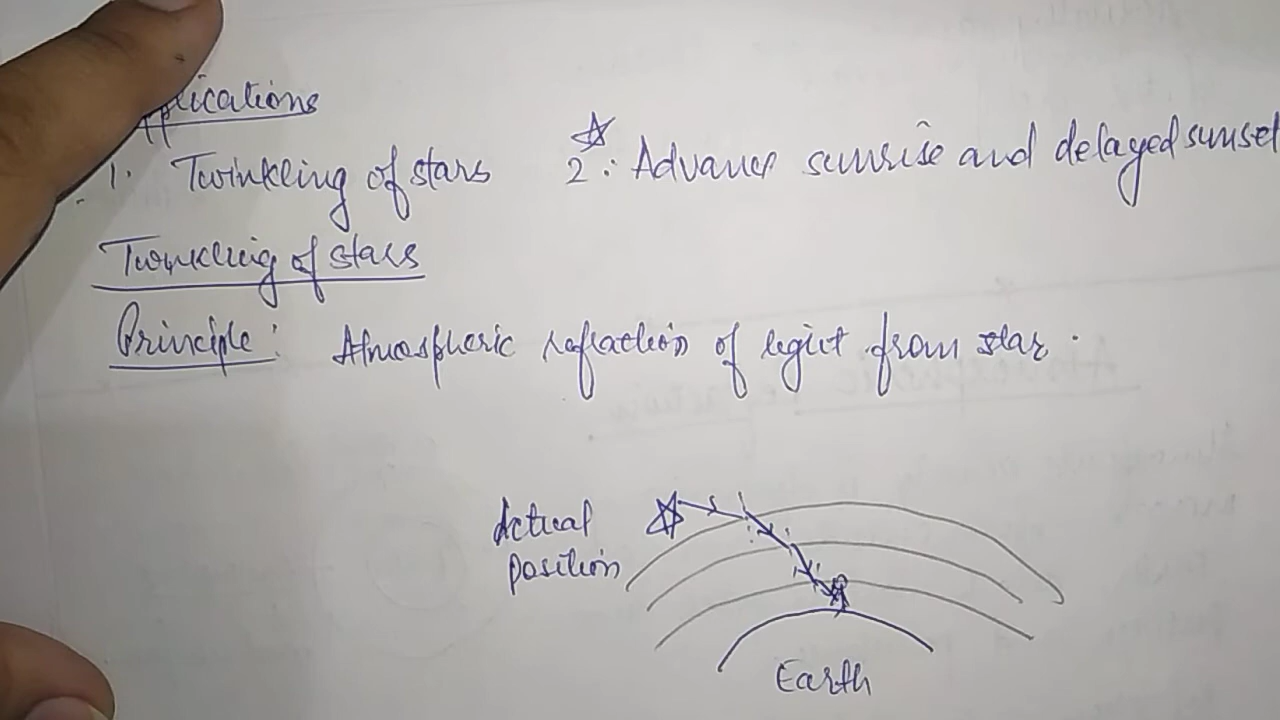 Applications
1. Twinkling of stars 2: Advance sunrise and delayed sunset
Twinkling of stars
Principle: Atmospheric refraction of light from star.
Actual
position
Earth